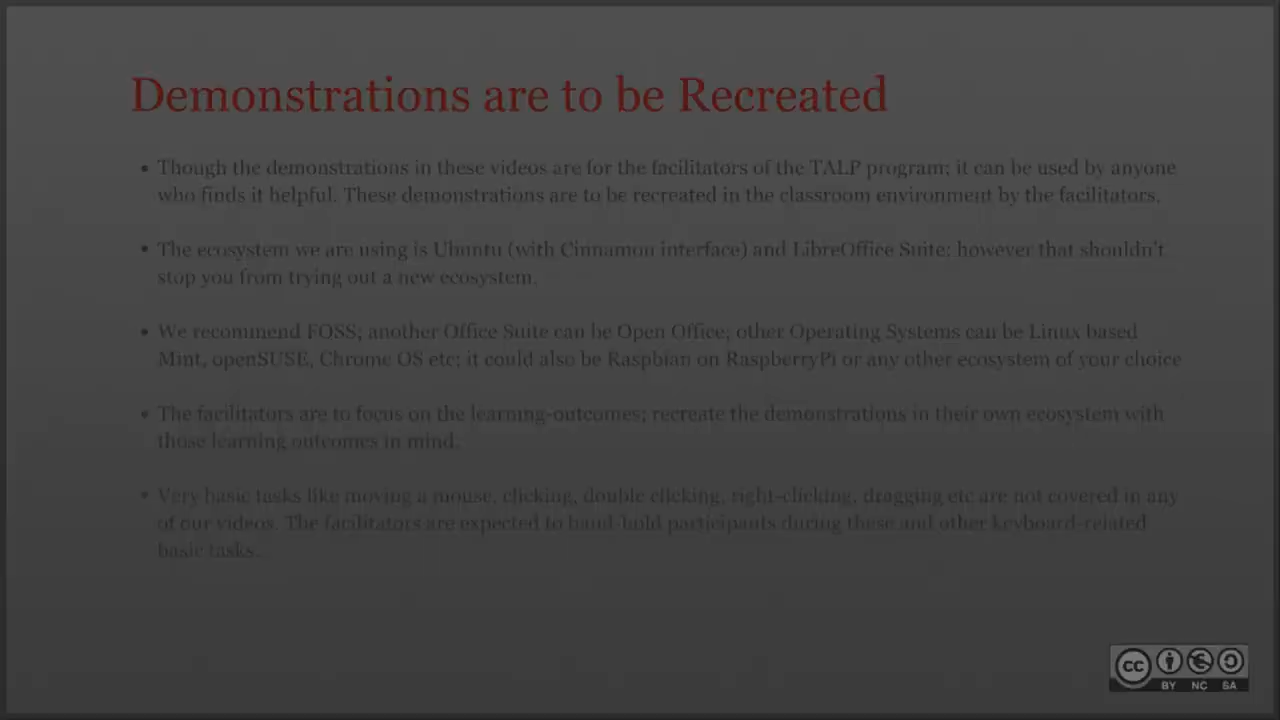 Demonstrations are to be Recreated
• Though the demonstrations in these videos are for the facilitators of the TALP program; it can be used by anyone
who finds it helpful. These demonstrations are to be recreated in the classroom environment by the facilitators.
• The ecosystem we are using is Ubuntu (with Cinnamon interface) and LibreOffice Suite; however that shouldn't
stop you from trying out a new ecosystem.
• We recommend FOSS; another Office Suite can be Open Office; other Operating Systems can be Linux based
Mint, openSUSE, Chrome OS etc; it could also be Raspbian on RaspberryPi or any other ecosystem of your choice
• The facilitators are to focus on the learning-outcomes; recreate the demonstrations in their own ecosystem with
those learning outcomes in mind.
• Very basic tasks like moving a mouse, clicking, double clicking, right-clicking, dragging etc are not covered in any
of our videos. The facilitators are expected to hand-hold participants during these and other keyboard-related
basic tasks.
cc
BY NC SA